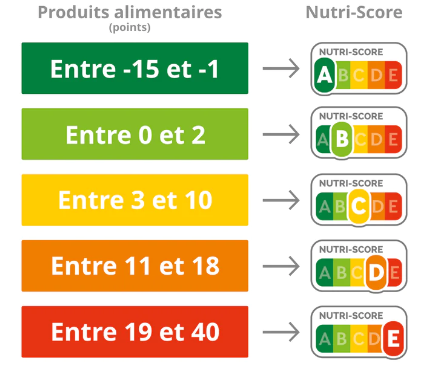 Produits alimentaires
(points)
Nutri-Score
Entre -15 et -1
NUTRI-SCORE
A B C D E
Entre 0 et 2
NUTRI-SCORE
A B C D E
Entre 3 et 10
NUTRI-SCORE
A B C D E
Entre 11 et 18
NUTRI-SCORE
A B C D E
Entre 19 et 40
NUTRI-SCORE
A B C D E